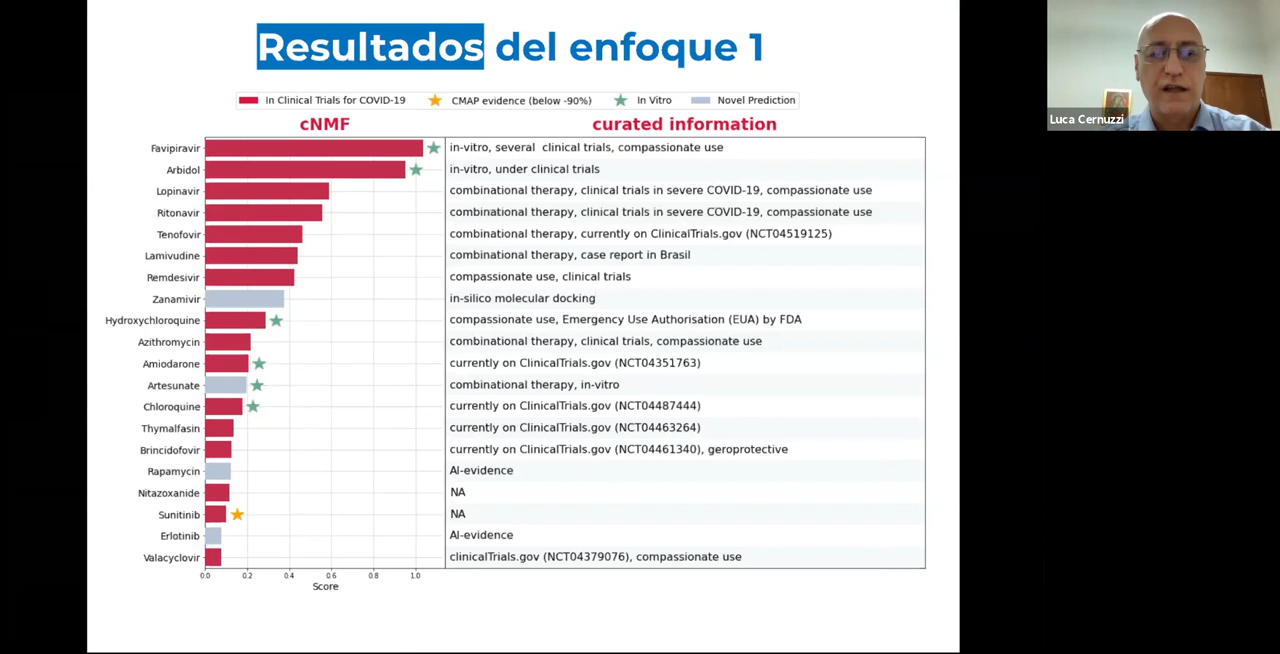 Resultados del enfoque 1
In Clinical Trials for COVID-19 CMAP evidence (below -90%) In Vitro Novel Prediction
cNMF curated information
Favipiravir in-vitro, several clinical trials, compassionate use
Arbidol in-vitro, under clinical trials
Lopinavir combinational therapy, clinical trials in severe COVID-19, compassionate use
Ritonavir combinational therapy, clinical trials in severe COVID-19, compassionate use
Tenofovir combinational therapy, currently on ClinicalTrials.gov (NCT04519125)
Lamivudine combinational therapy, case report in Brasil
Remdesivir compassionate use, clinical trials
Zanamivir in-silico molecular docking
Hydroxychloroquine compassionate use, Emergency Use Authorisation (EUA) by FDA
Azithromycin combinational therapy, clinical trials, compassionate use
Amiodarone currently on ClinicalTrials.gov (NCT04351763)
Artesunate combinational therapy, in-vitro
Chloroquine currently on ClinicalTrials.gov (NCT04487444)
Thymalfasin currently on ClinicalTrials.gov (NCT04463264)
Brincidofovir currently on ClinicalTrials.gov (NCT04461340), geroprotective
Rapamycin AI-evidence
Nitazoxanide NA
Sunitinib NA
Erlotinib AI-evidence
Valacyclovir clinicalTrials.gov (NCT04379076), compassionate use
0.0 0.2 0.4 0.6 0.8 1.0
Score
Luca Cernuzzi